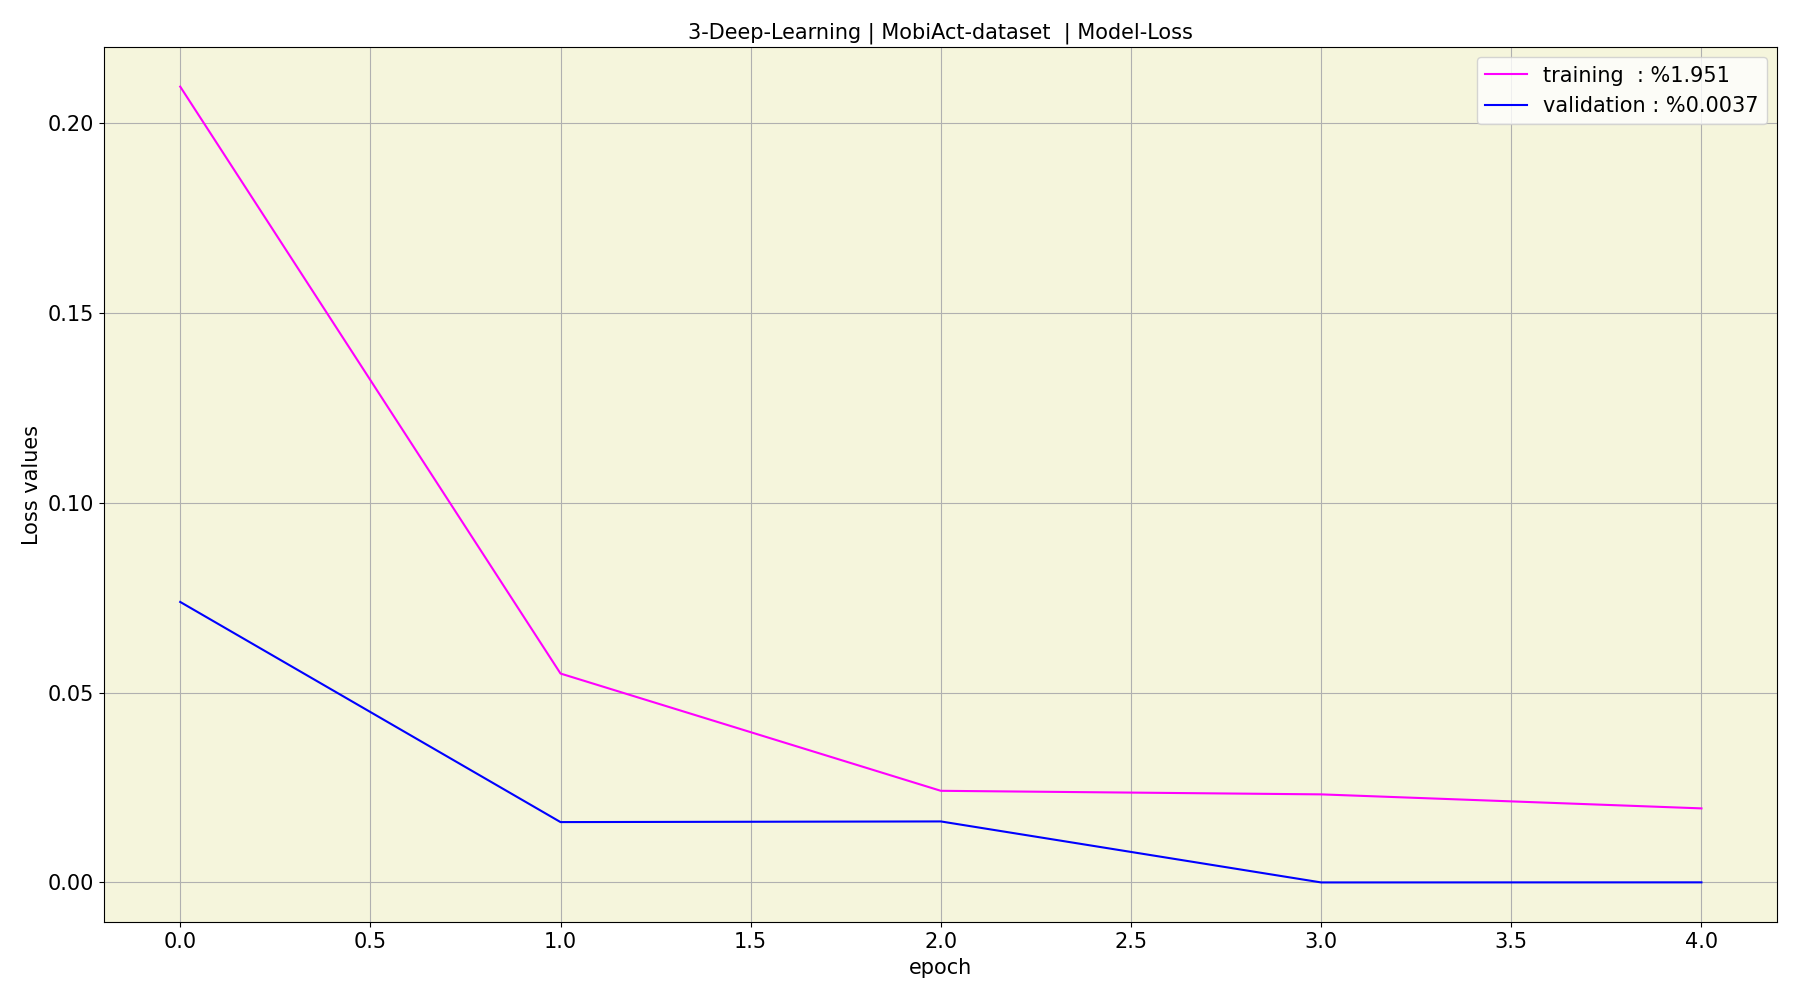 3-Deep-Learning | MobiAct-dataset  | Model-Loss
training  : %1.951
validation : %0.0037
0.20
0.15
0.10
0.05
0.00
Loss values
0.0 0.5 1.0 1.5 2.0 2.5 3.0 3.5 4.0
epoch